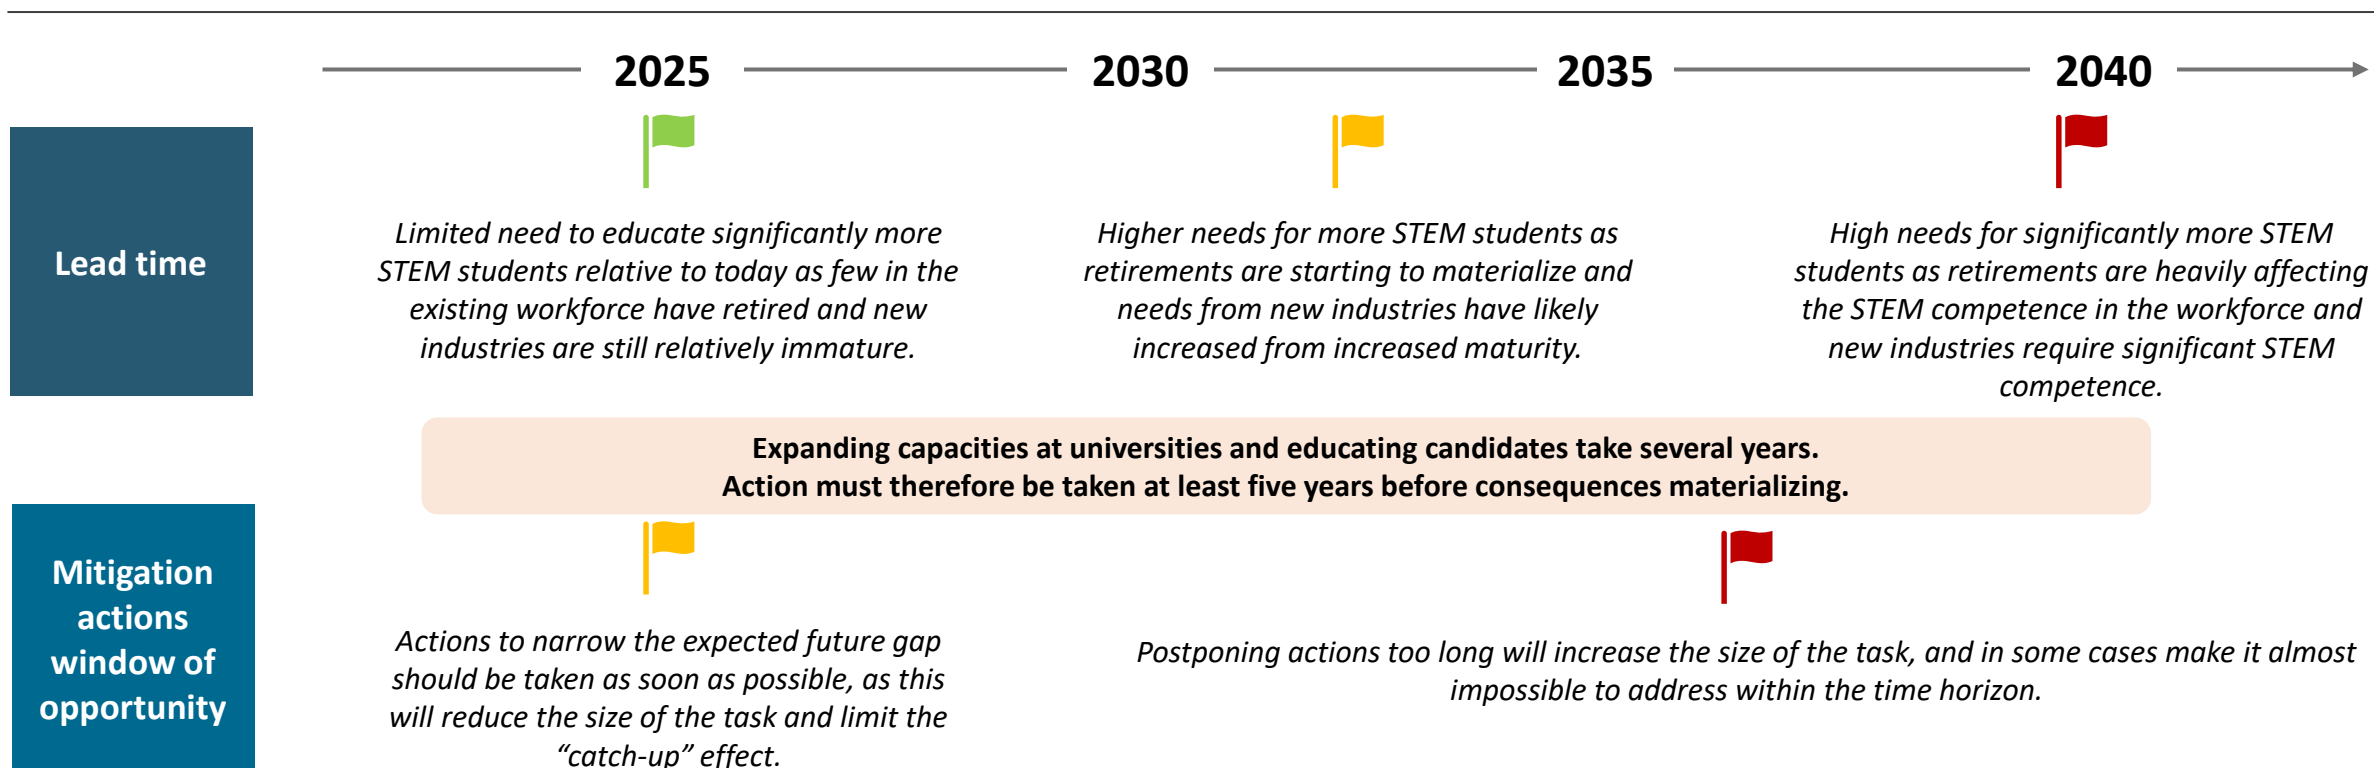 2025
2030
2035
2040
Lead time
Limited need to educate significantly more
STEM students relative to today as few in the
existing workforce have retired and new
industries are still relatively immature.
Higher needs for more STEM students as
retirements are starting to materialize and
needs from new industries have likely
increased from increased maturity.
High needs for significantly more STEM
students as retirements are heavily affecting
the STEM competence in the workforce and
new industries require significant STEM
competence.
Expanding capacities at universities and educating candidates take several years.
Action must therefore be taken at least five years before consequences materializing.
Mitigation
actions
window of
opportunity
Actions to narrow the expected future gap
should be taken as soon as possible, as this
will reduce the size of the task and limit the
“catch-up” effect.
Postponing actions too long will increase the size of the task, and in some cases make it almost
impossible to address within the time horizon.